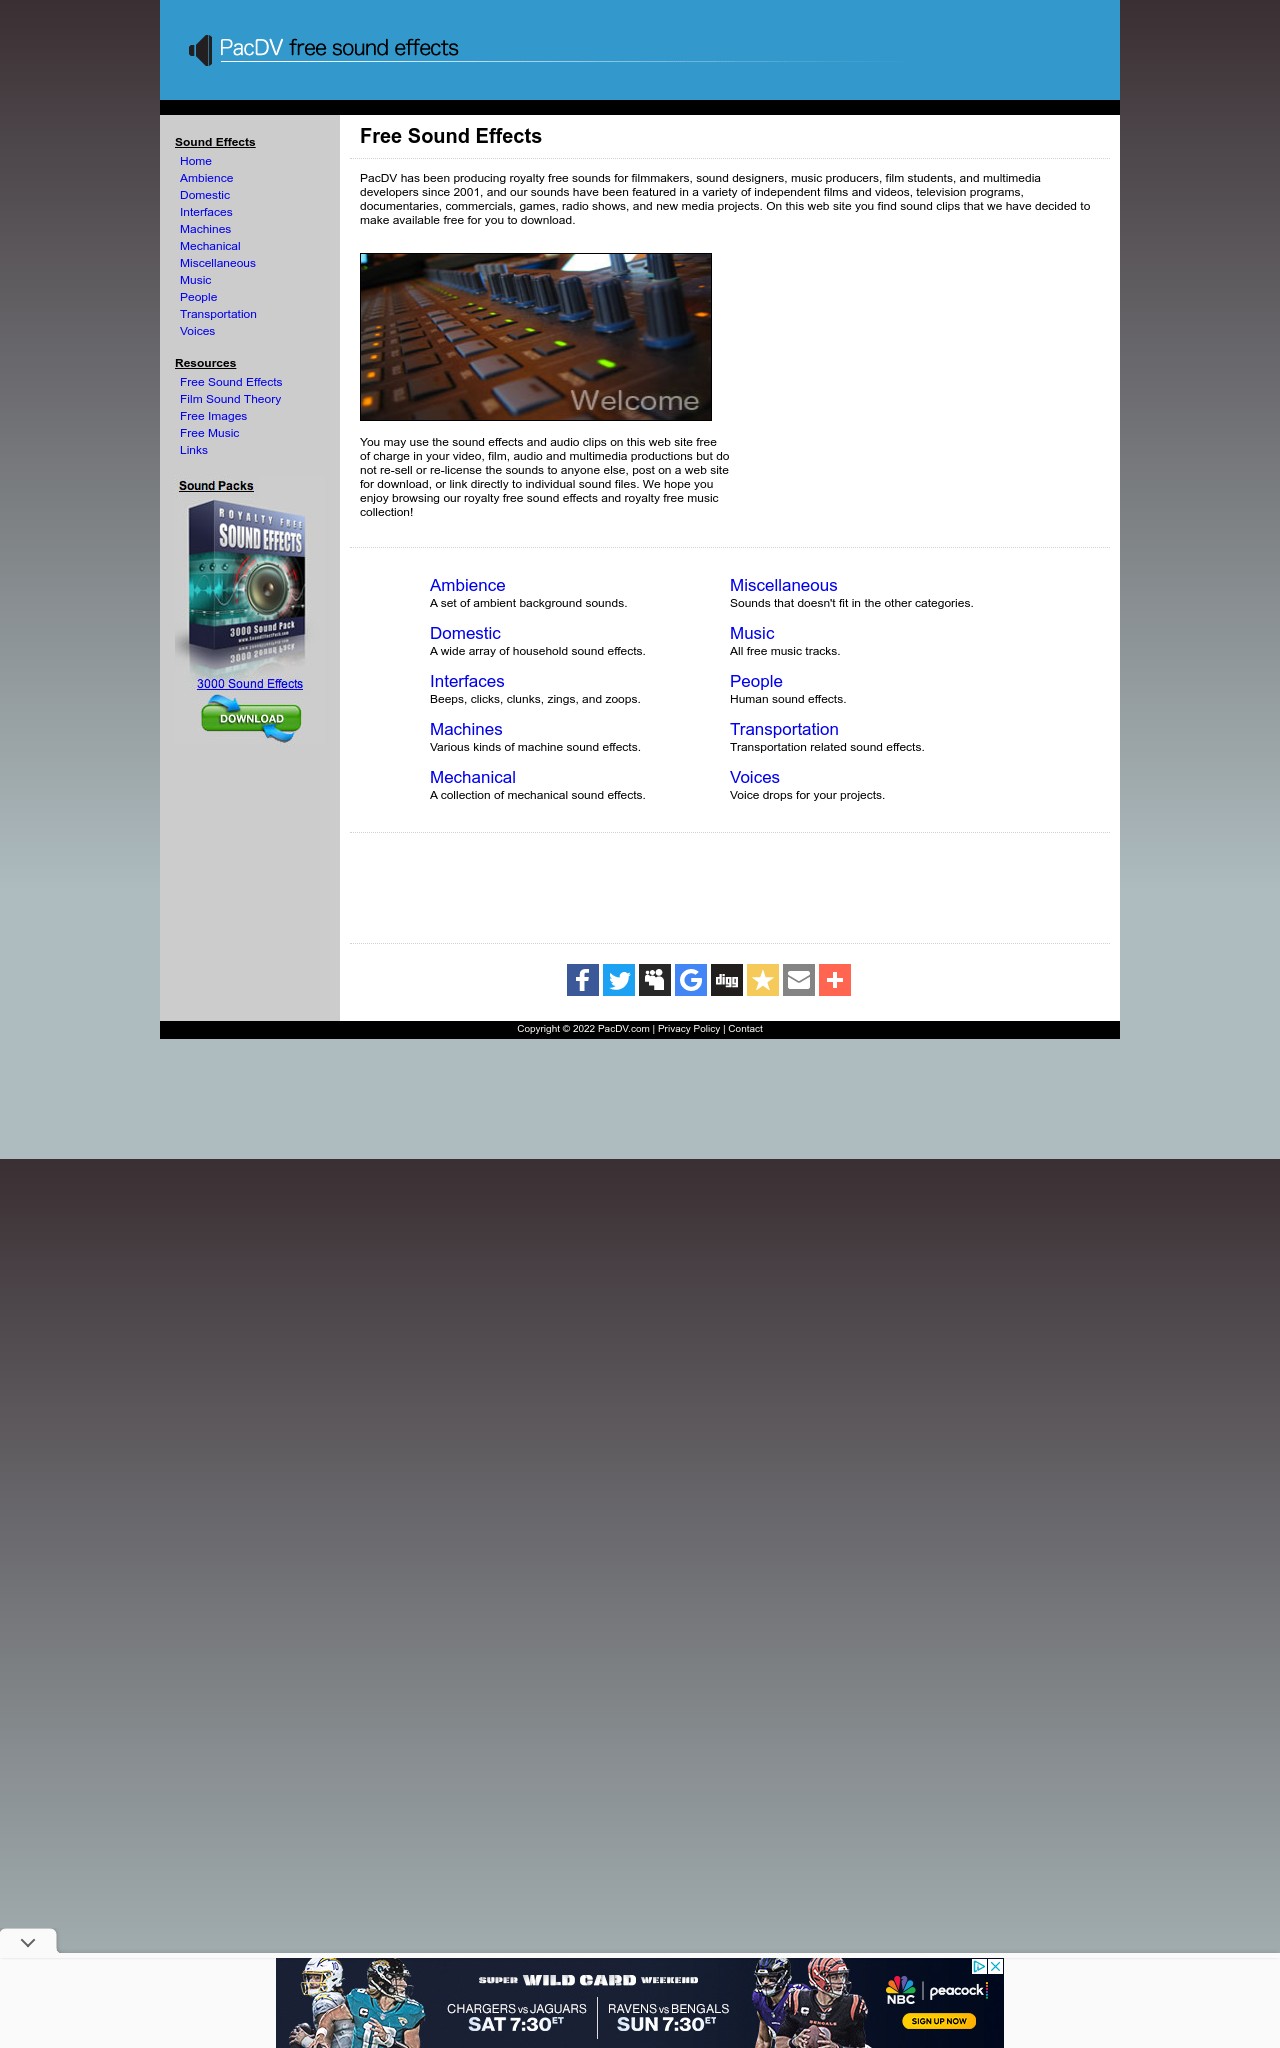 PacDV free sound effects
Sound Effects
Home
Ambience
Domestic
Interfaces
Machines
Mechanical
Miscellaneous
Music
People
Transportation
Voices
Resources
Free Sound Effects
Film Sound Theory
Free Images
Free Music
Links
Sound Packs
ROYALTY FREE
SOUND EFFECTS
3000 Sound Pack
www.SoundEffectPack.com
3000 Sound Effects
DOWNLOAD
Free Sound Effects
PacDV has been producing royalty free sounds for filmmakers, sound designers, music producers, film students, and multimedia
developers since 2001, and our sounds have been featured in a variety of independent films and videos, television programs,
documentaries, commercials, games, radio shows, and new media projects. On this web site you find sound clips that we have decided to
make available free for you to download.
Welcome
You may use the sound effects and audio clips on this web site free
of charge in your video, film, audio and multimedia productions but do
not re-sell or re-license the sounds to anyone else, post on a web site
for download, or link directly to individual sound files. We hope you
enjoy browsing our royalty free sound effects and royalty free music
collection!
Ambience
A set of ambient background sounds.
Domestic
A wide array of household sound effects.
Interfaces
Beeps, clicks, clunks, zings, and zoops.
Machines
Various kinds of machine sound effects.
Mechanical
A collection of mechanical sound effects.
Miscellaneous
Sounds that doesn't fit in the other categories.
Music
All free music tracks.
People
Human sound effects.
Transportation
Transportation related sound effects.
Voices
Voice drops for your projects.
digg
Copyright © 2022 PacDV.com | Privacy Policy | Contact
SUPER WILD CARD WEEKEND
CHARGERS vs JAGUARS
SAT 7:30 ET
RAVENS vs BENGALS
SUN 7:30 ET
NBC | peacock
SIGN UP NOW